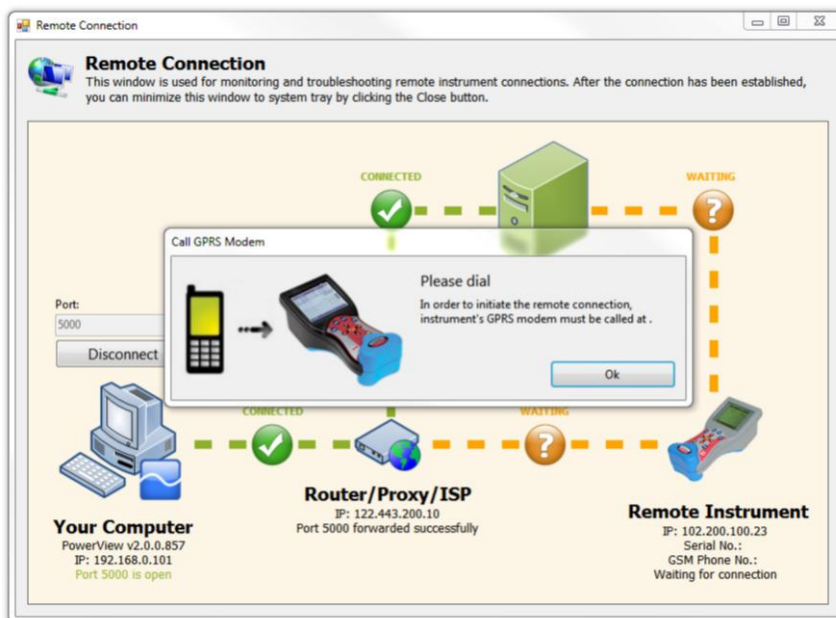 Remote Connection
Remote Connection
This window is used for monitoring and troubleshooting remote instrument connections. After the connection has been established,
you can minimize this window to system tray by clicking the Close button.
CONNECTED
WAITING
Call GPRS Modem
Please dial
In order to initiate the remote connection,
instrument's GPRS modem must be called at .
Ok
Port:
5000
Disconnect
CONNECTED
WAITING
Router/Proxy/ISP
IP: 122.443.200.10
Port 5000 forwarded successfully
Your Computer
PowerView v2.0.0.857
IP: 192.168.0.101
Port 5000 is open
Remote Instrument
IP: 102.200.100.23
Serial No.:
GSM Phone No.:
Waiting for connection